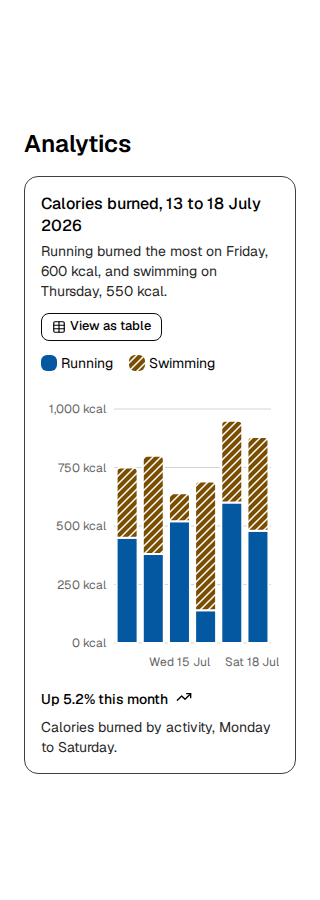 Analytics
Calories burned, 13 to 18 July
2026
Running burned the most on Friday,
600 kcal, and swimming on
Thursday, 550 kcal.
View as table
Running Swimming
1,000 kcal
750 kcal
500 kcal
250 kcal
0 kcal
Wed 15 Jul Sat 18 Jul
Up 5.2% this month
Calories burned by activity, Monday
to Saturday.